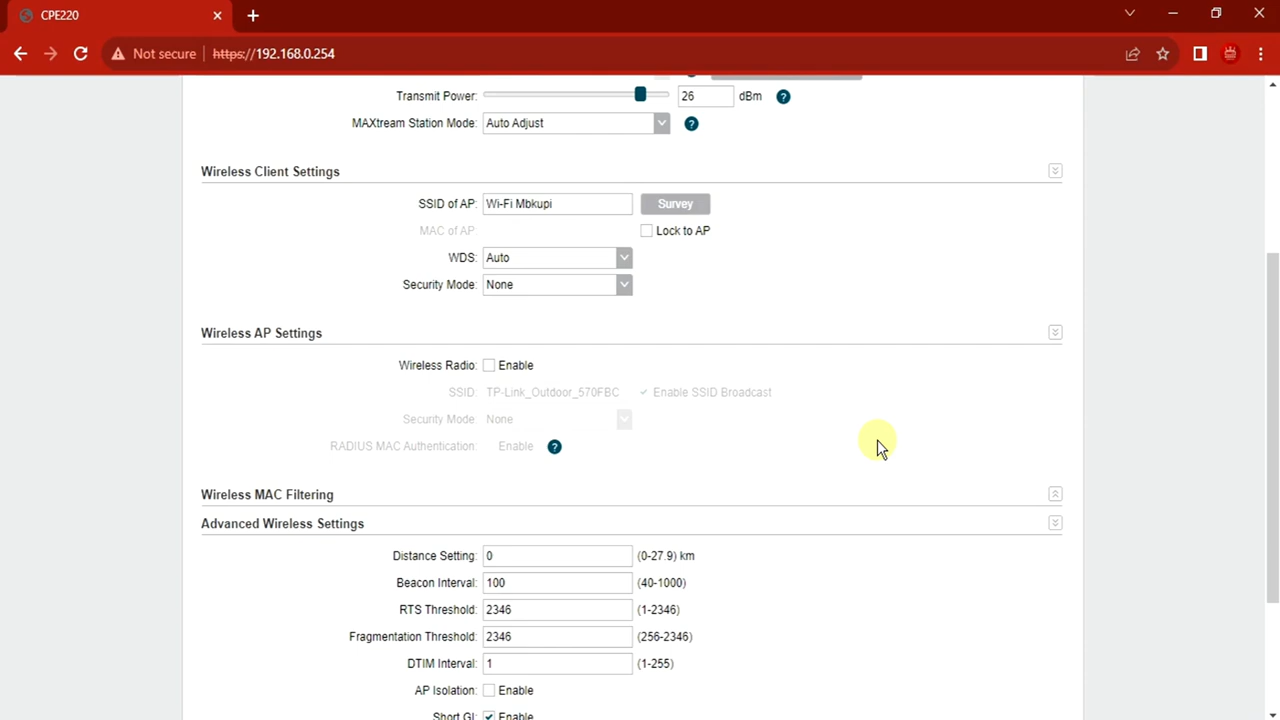 CPE220
Not secure https://192.168.0.254
Transmit Power: 26 dBm ?
MAXtream Station Mode: Auto Adjust ?
Wireless Client Settings
SSID of AP: Wi-Fi Mbkupi Survey
MAC of AP: Lock to AP
WDS: Auto
Security Mode: None
Wireless AP Settings
Wireless Radio: Enable
SSID: TP-Link_Outdoor_570FBC Enable SSID Broadcast
Security Mode: None
RADIUS MAC Authentication: Enable ?
Wireless MAC Filtering
Advanced Wireless Settings
Distance Setting: 0 (0-27.9) km
Beacon Interval: 100 (40-1000)
RTS Threshold: 2346 (1-2346)
Fragmentation Threshold: 2346 (256-2346)
DTIM Interval: 1 (1-255)
AP Isolation: Enable
Short GI: Enable